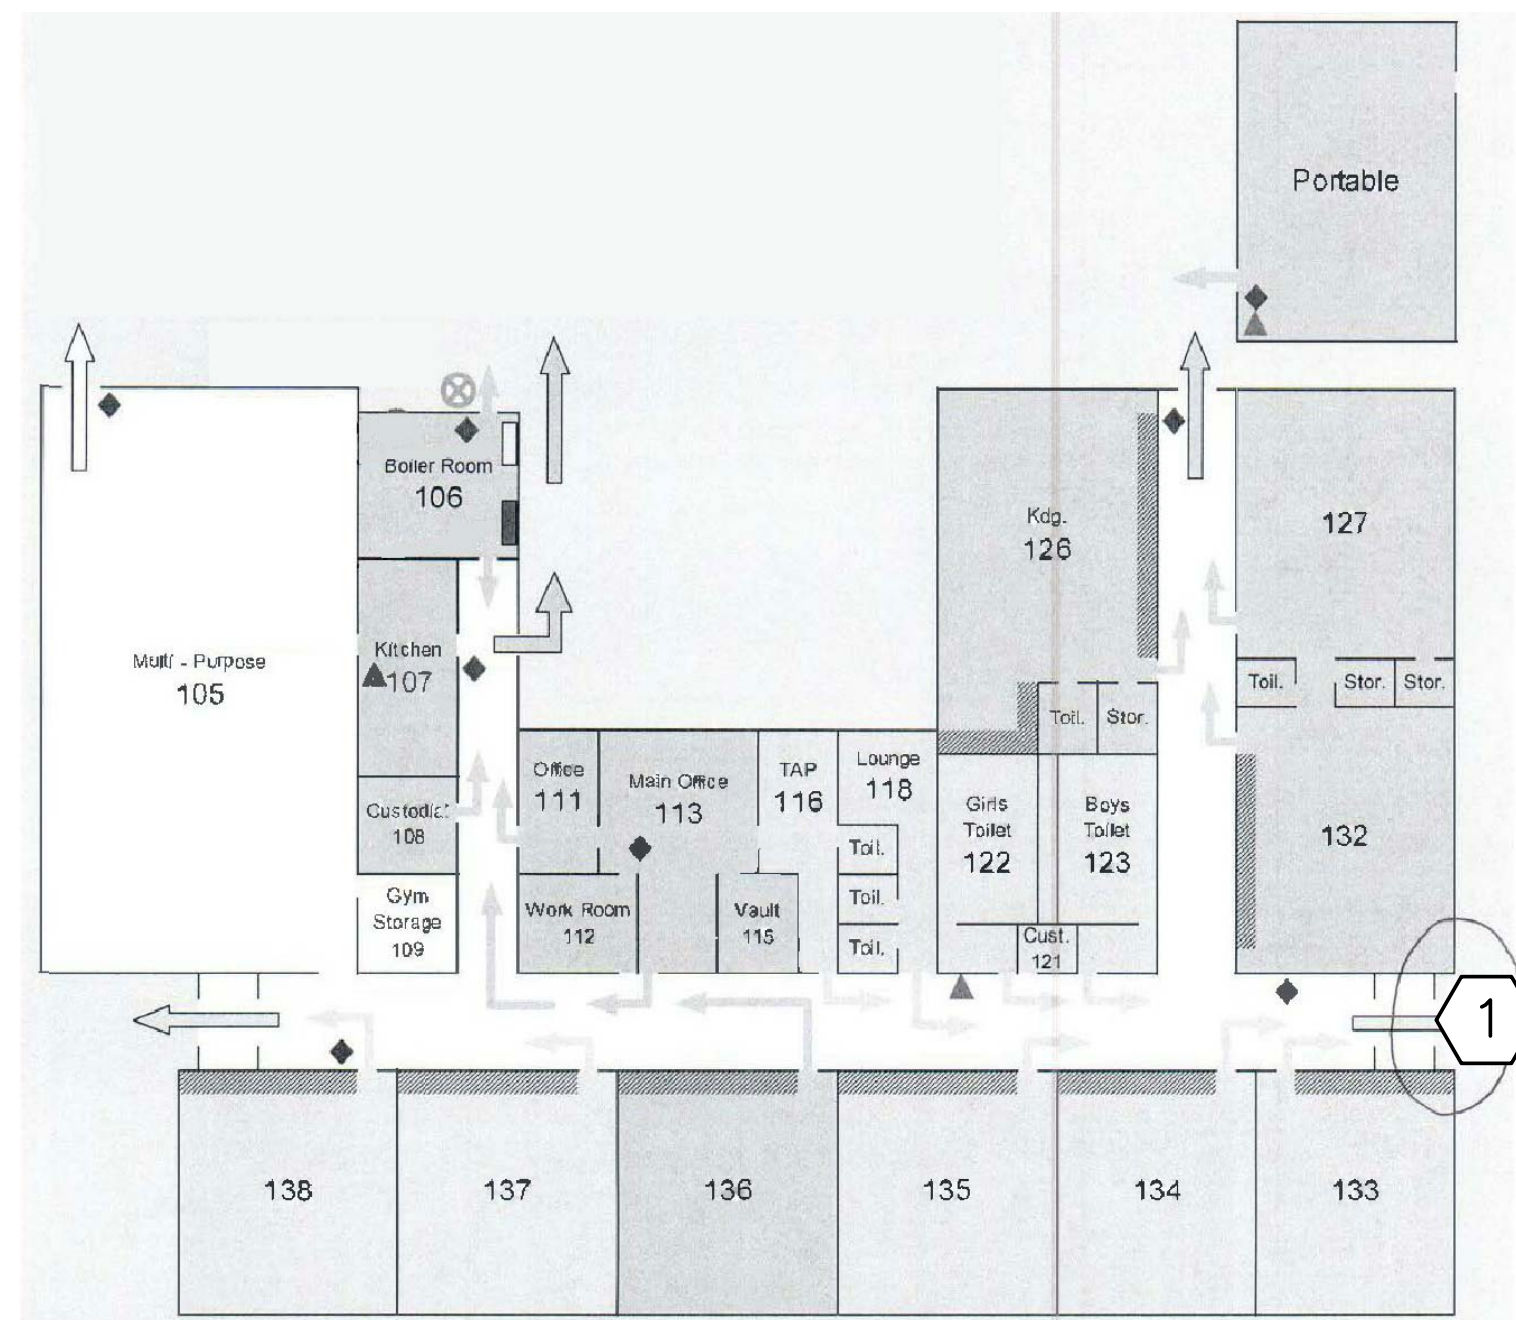 Portable
Boiler Room
106
Kdg.
126
127
Multi - Purpose
105
Kitchen
107
Toil.
Stor.
Stor.
Toil.
Stor.
Office
111
Main Office
113
TAP
116
Lounge
118
Custodial
108
Girls
Toilet
122
Boys
Toilet
123
132
Toil.
Toil.
Toil.
Gym
Storage
109
Work Room
112
Vault
115
Cust.
121
1
138
137
136
135
134
133